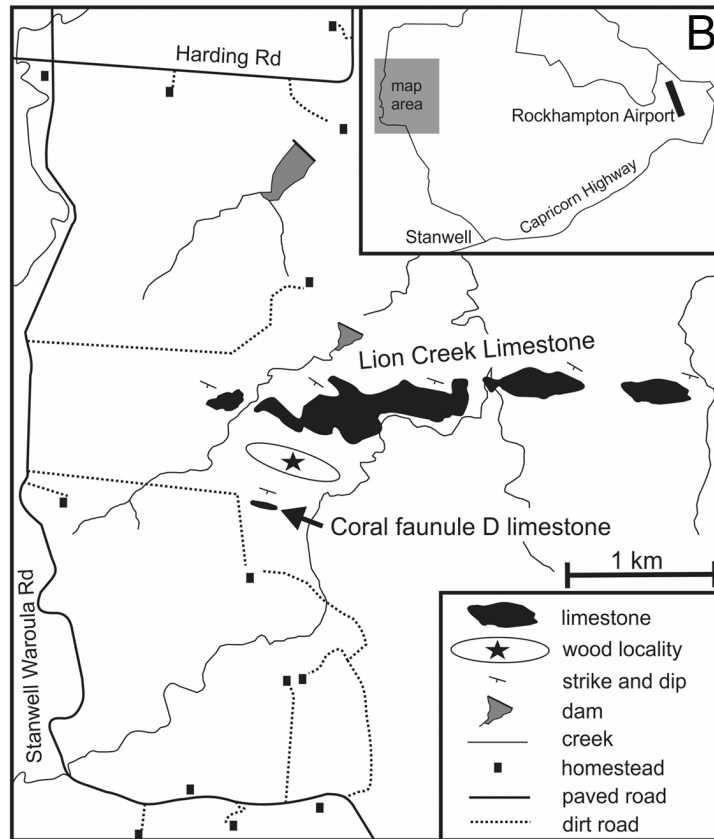 Harding Rd
B
map
area
Rockhampton Airport
Capricorn Highway
Stanwell
Lion Creek Limestone
Coral faunule D limestone
1 km
Stanwell Waroula Rd
limestone
wood locality
strike and dip
dam
creek
homestead
paved road
dirt road